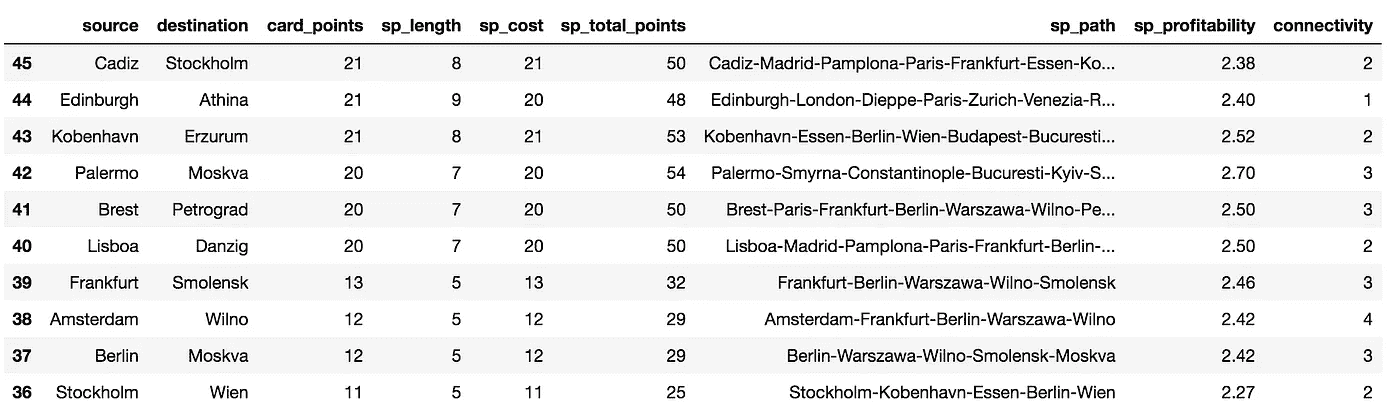 source destination card_points sp_length sp_cost sp_total_points sp_path sp_profitability connectivity
45 Cadiz Stockholm 21 8 21 50 Cadiz-Madrid-Pamplona-Paris-Frankfurt-Essen-Ko... 2.38 2
44 Edinburgh Athina 21 9 20 48 Edinburgh-London-Dieppe-Paris-Zurich-Venezia-R... 2.40 1
43 Kobenhavn Erzurum 21 8 21 53 Kobenhavn-Essen-Berlin-Wien-Budapest-Bucuresti... 2.52 2
42 Palermo Moskva 20 7 20 54 Palermo-Smyrna-Constantinople-Bucuresti-Kyiv-S... 2.70 3
41 Brest Petrograd 20 7 20 50 Brest-Paris-Frankfurt-Berlin-Warszawa-Wilno-Pe... 2.50 3
40 Lisboa Danzig 20 7 20 50 Lisboa-Madrid-Pamplona-Paris-Frankfurt-Berlin-... 2.50 2
39 Frankfurt Smolensk 13 5 13 32 Frankfurt-Berlin-Warszawa-Wilno-Smolensk 2.46 3
38 Amsterdam Wilno 12 5 12 29 Amsterdam-Frankfurt-Berlin-Warszawa-Wilno 2.42 4
37 Berlin Moskva 12 5 12 29 Berlin-Warszawa-Wilno-Smolensk-Moskva 2.42 3
36 Stockholm Wien 11 5 11 25 Stockholm-Kobenhavn-Essen-Berlin-Wien 2.27 2